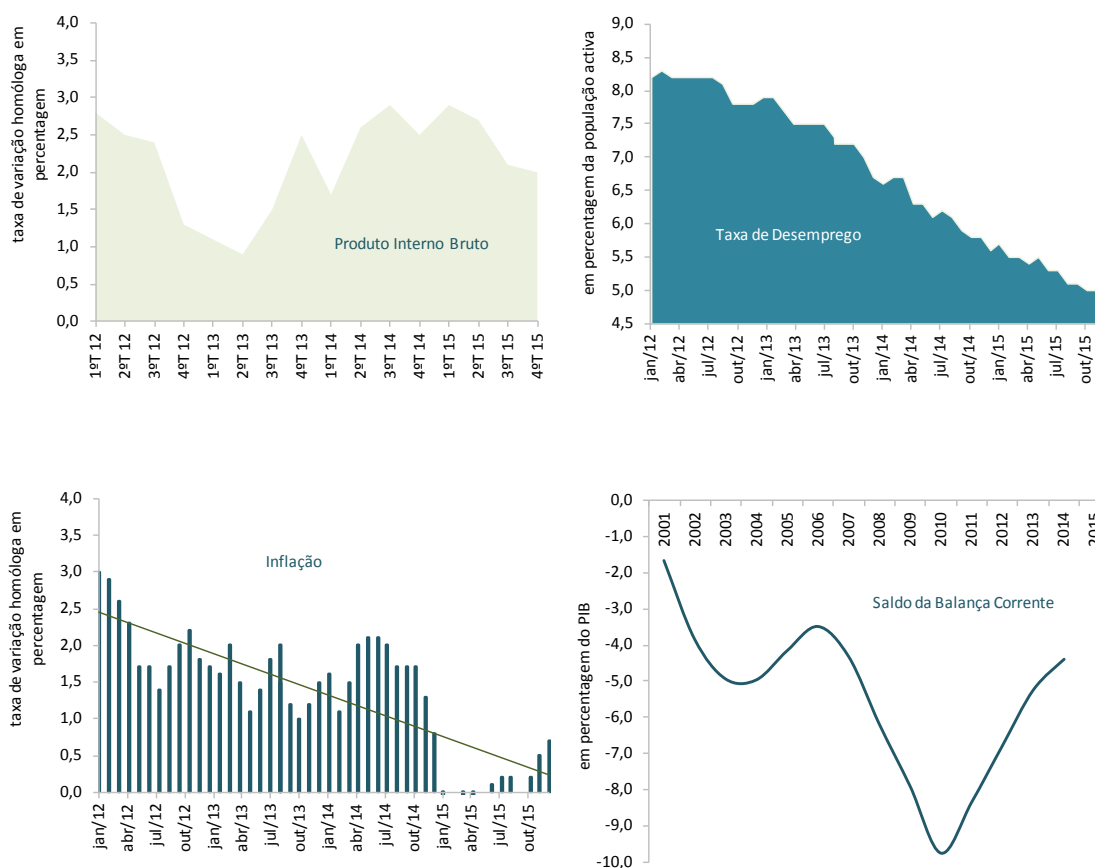 taxa de variação homóloga em
percentagem
4,0
3,5
3,0
2,5
2,0
1,5
1,0
0,5
0,0
Produto Interno Bruto
1ºT 12
2ºT 12
3ºT 12
4ºT 12
1ºT 13
2ºT 13
3ºT 13
4ºT 13
1ºT 14
2ºT 14
3ºT 14
4ºT 14
1ºT 15
2ºT 15
3ºT 15
4ºT 15
em percentagem da população activa
9,0
8,5
8,0
7,5
7,0
6,5
6,0
5,5
5,0
4,5
Taxa de Desemprego
jan/12
abr/12
jul/12
out/12
jan/13
abr/13
jul/13
out/13
jan/14
abr/14
jul/14
out/14
jan/15
abr/15
jul/15
out/15
taxa de variação homóloga em
percentagem
4,0
3,5
3,0
2,5
2,0
1,5
1,0
0,5
0,0
Inflação
jan/12
abr/12
jul/12
out/12
jan/13
abr/13
jul/13
out/13
jan/14
abr/14
jul/14
out/14
jan/15
abr/15
jul/15
out/15
em percentagem do PIB
0,0
-1,0
-2,0
-3,0
-4,0
-5,0
-6,0
-7,0
-8,0
-9,0
-10,0
2001
2002
2003
2004
2005
2006
2007
2008
2009
2010
2011
2012
2013
2014
2015
Saldo da Balança Corrente